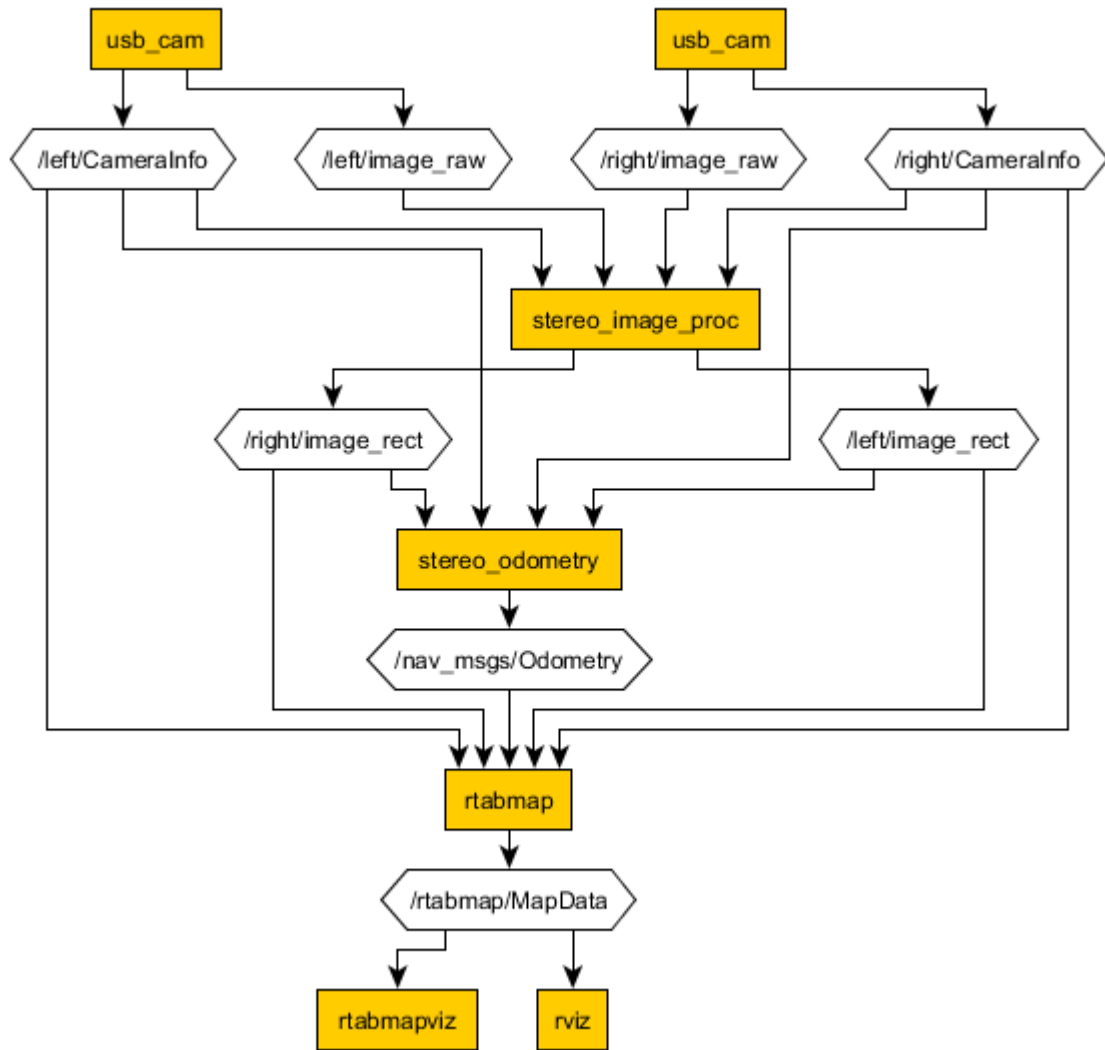 usb_cam
usb_cam
/left/CameraInfo
/left/image_raw
/right/image_raw
/right/CameraInfo
stereo_image_proc
/right/image_rect
/left/image_rect
stereo_odometry
/nav_msgs/Odometry
rtabmap
/rtabmap/MapData
rtabmapviz
rviz